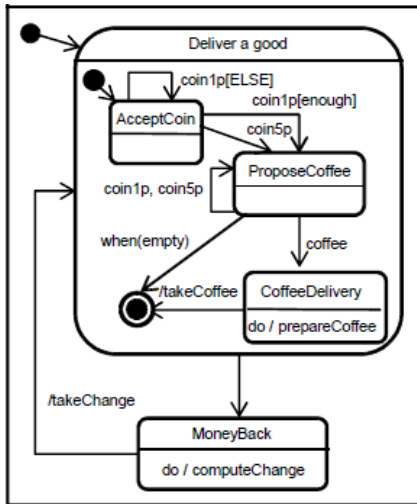 Deliver a good
coin1p[ELSE]
coin1p[enough]
AcceptCoin
coin5p
ProposeCoffee
coin1p, coin5p
when(empty)
coffee
/takeCoffee
CoffeeDelivery
do / prepareCoffee
/takeChange
MoneyBack
do / computeChange